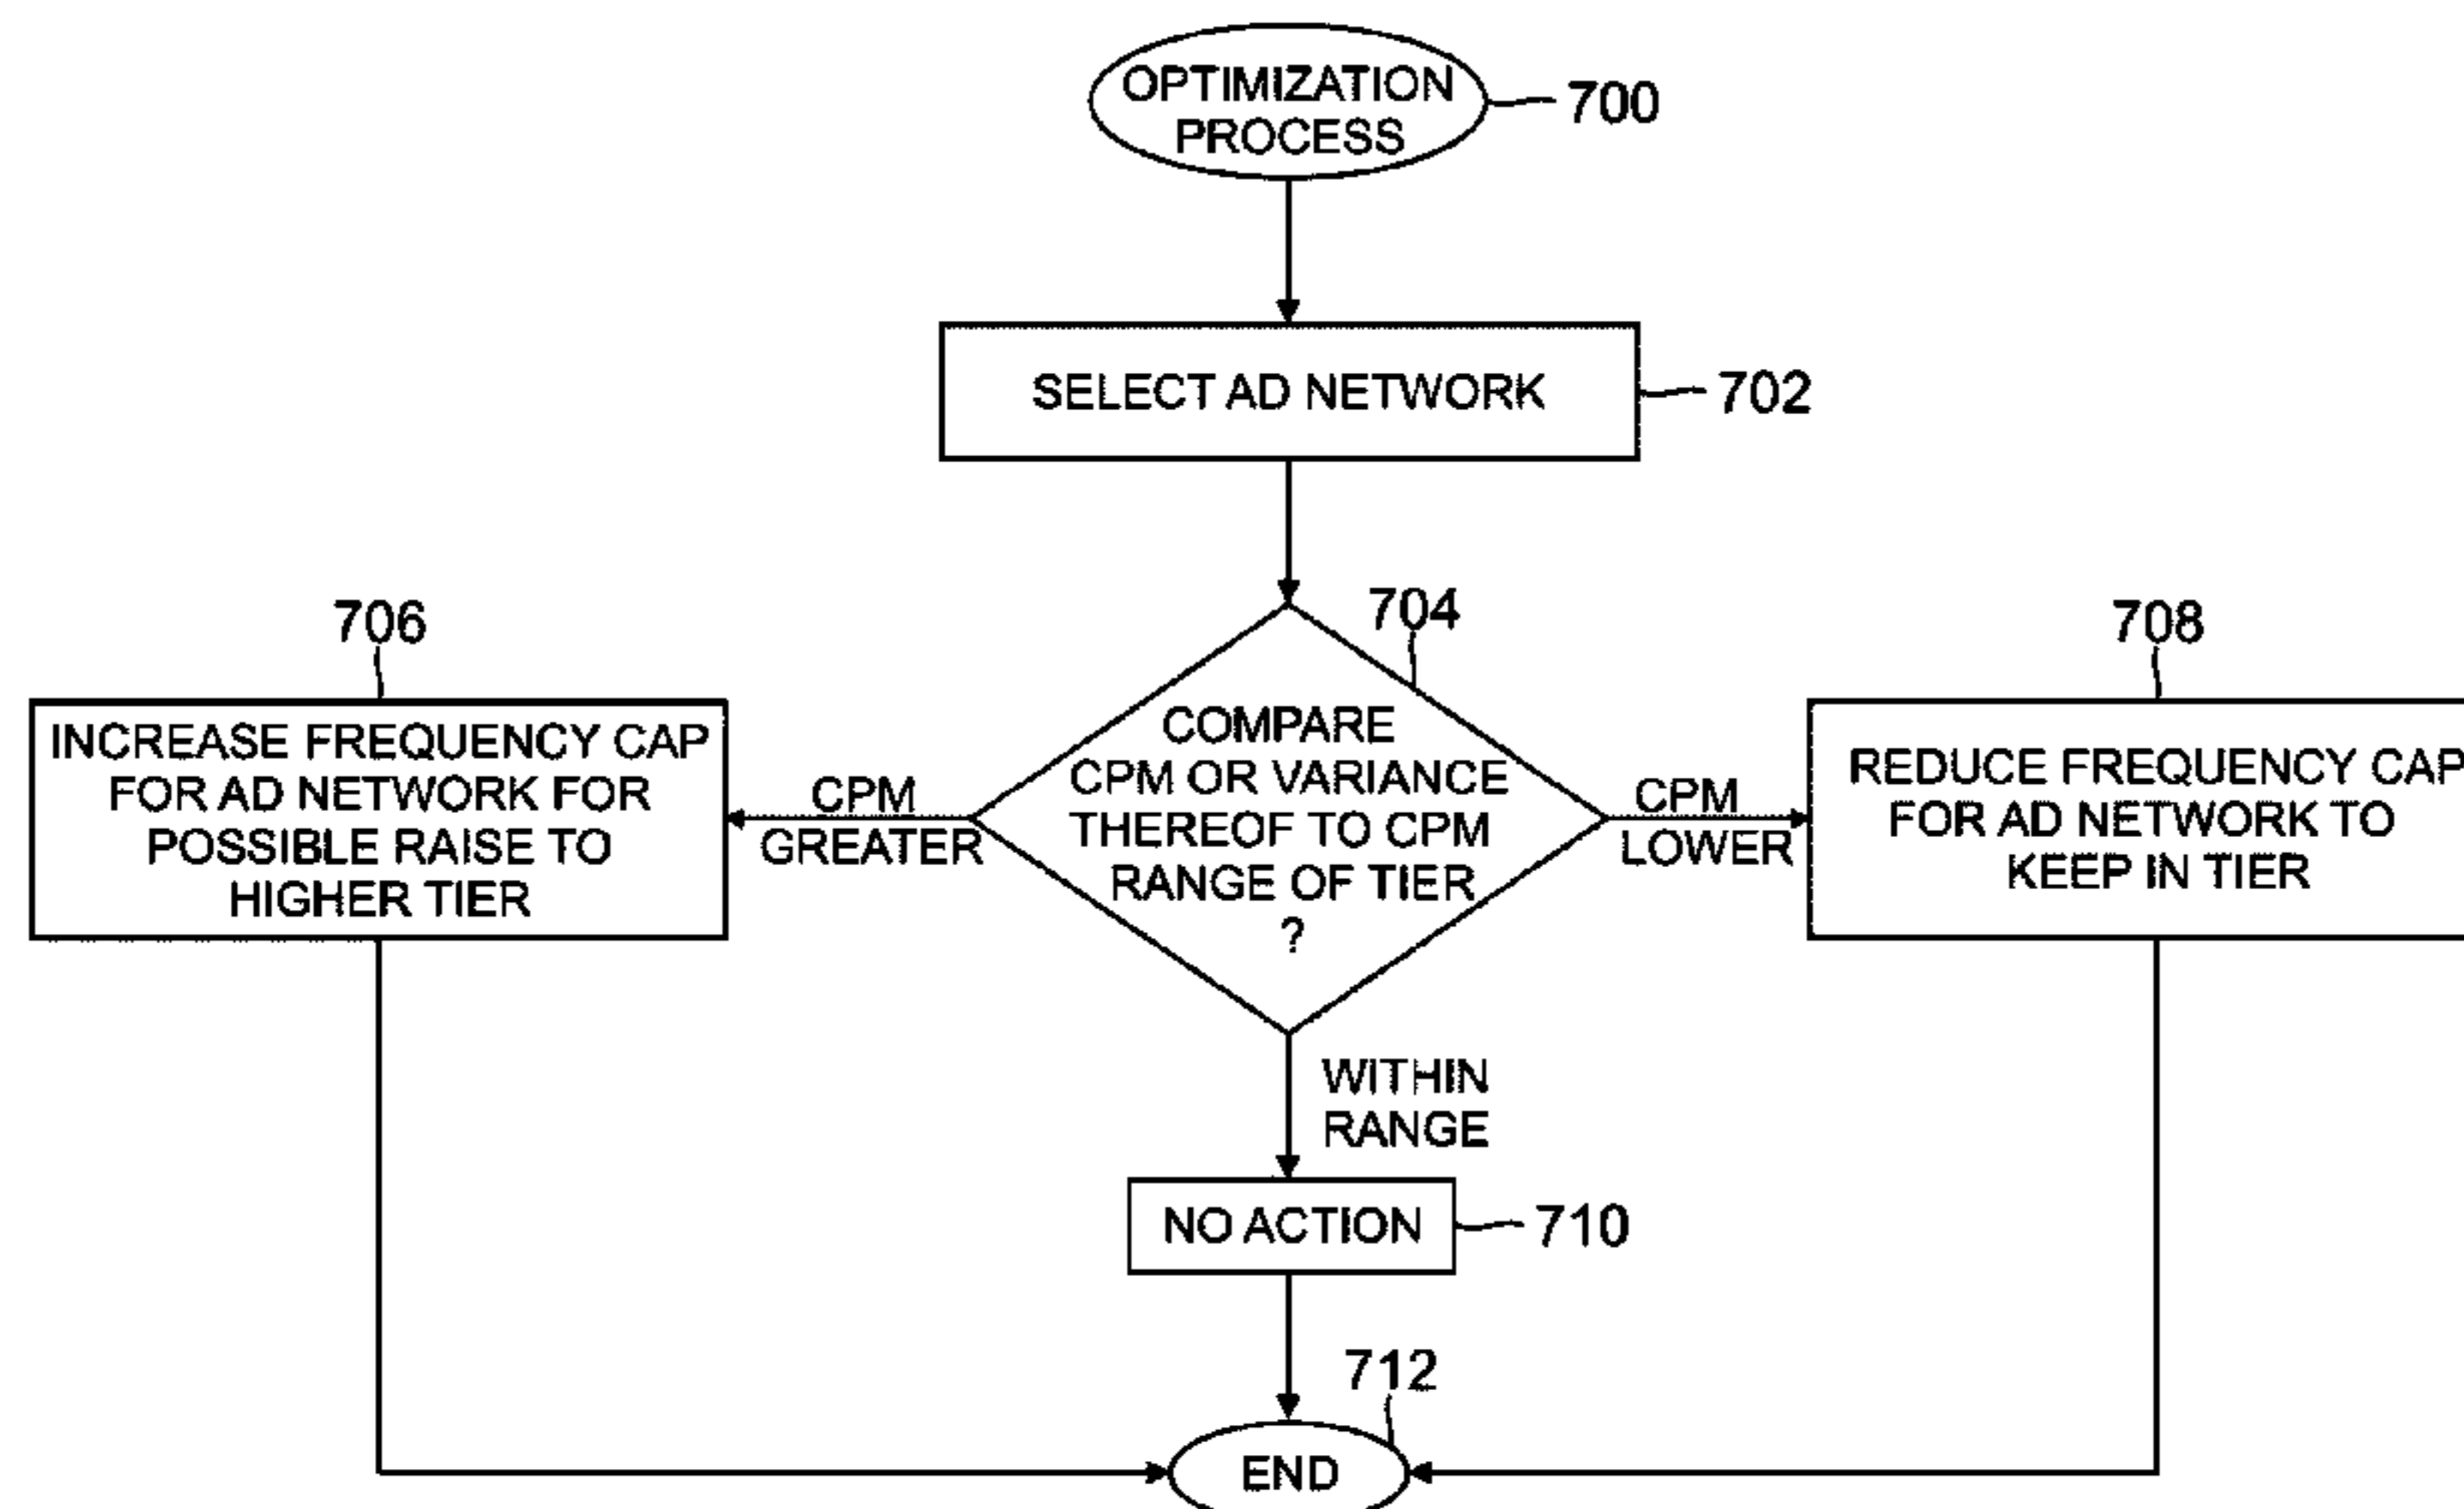 OPTIMIZATION
PROCESS
700
SELECT AD NETWORK
702
704
COMPARE
CPM OR VARIANCE
THEREOF TO CPM
RANGE OF TIER
?
706
INCREASE FREQUENCY CAP
FOR AD NETWORK FOR
POSSIBLE RAISE TO
HIGHER TIER
CPM
GREATER
708
REDUCE FREQUENCY CAP
FOR AD NETWORK TO
KEEP IN TIER
CPM
LOWER
WITHIN
RANGE
NO ACTION
710
712
END